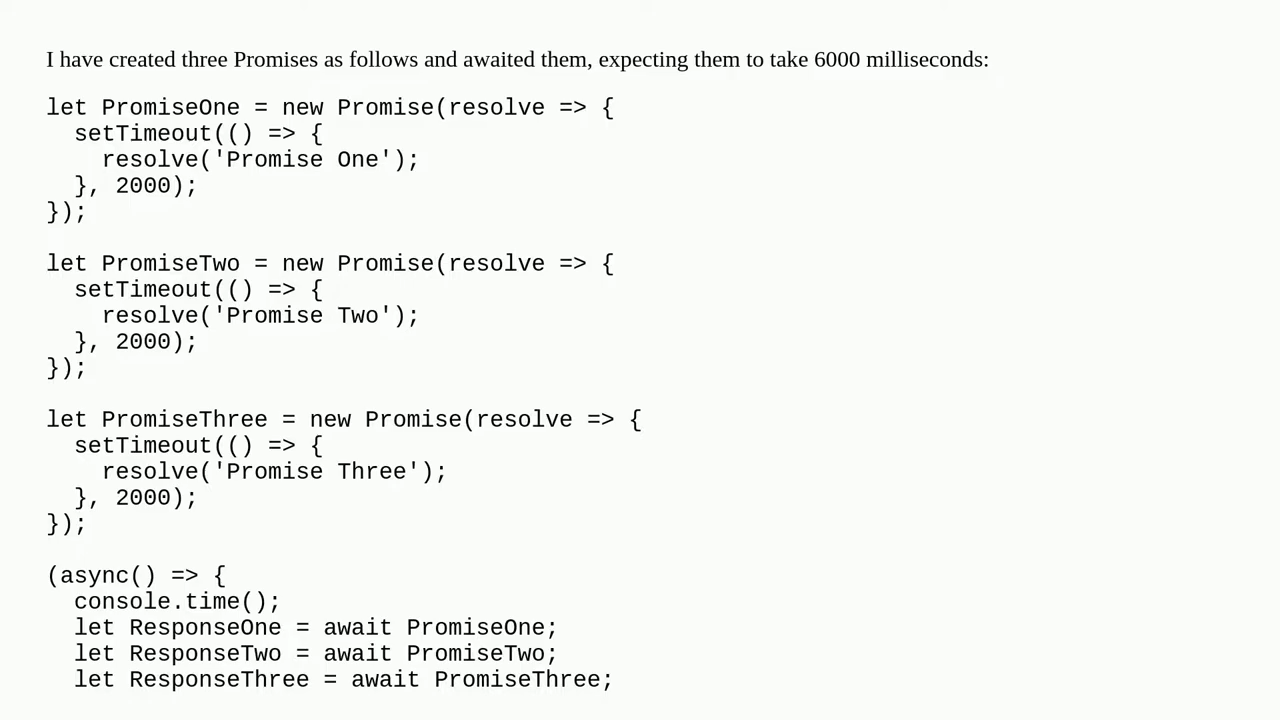 I have created three Promises as follows and awaited them, expecting them to take 6000 milliseconds:
let PromiseOne = new Promise(resolve => {
  setTimeout(() => {
    resolve('Promise One');
  }, 2000);
});
let PromiseTwo = new Promise(resolve => {
  setTimeout(() => {
    resolve('Promise Two');
  }, 2000);
});
let PromiseThree = new Promise(resolve => {
  setTimeout(() => {
    resolve('Promise Three');
  }, 2000);
});
(async() => {
  console.time();
  let ResponseOne = await PromiseOne;
  let ResponseTwo = await PromiseTwo;
  let ResponseThree = await PromiseThree;